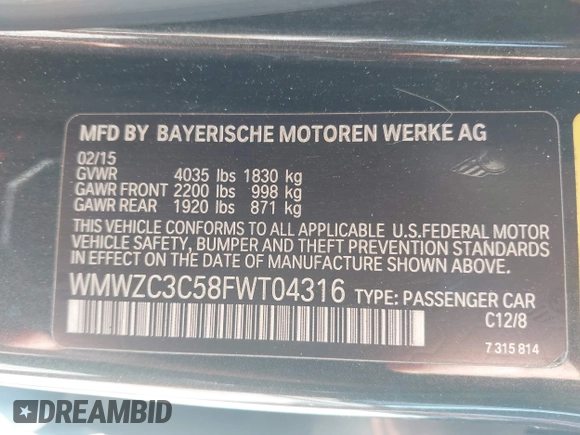 MFD BY BAYERISCHE MOTOREN WERKE AG
02/15
GVWR 4035 lbs 1830 kg
GAWR FRONT 2200 lbs 998 kg
GAWR REAR 1920 lbs 871 kg
THIS VEHICLE CONFORMS TO ALL APPLICABLE U.S.FEDERAL MOTOR
VEHICLE SAFETY, BUMPER AND THEFT PREVENTION STANDARDS
IN EFFECT ON THE DATE OF MANUFACTURE SHOWN ABOVE.
WMWZC3C58FWT04316 TYPE: PASSENGER CAR
C12/8
7 315 814
DREAMBID